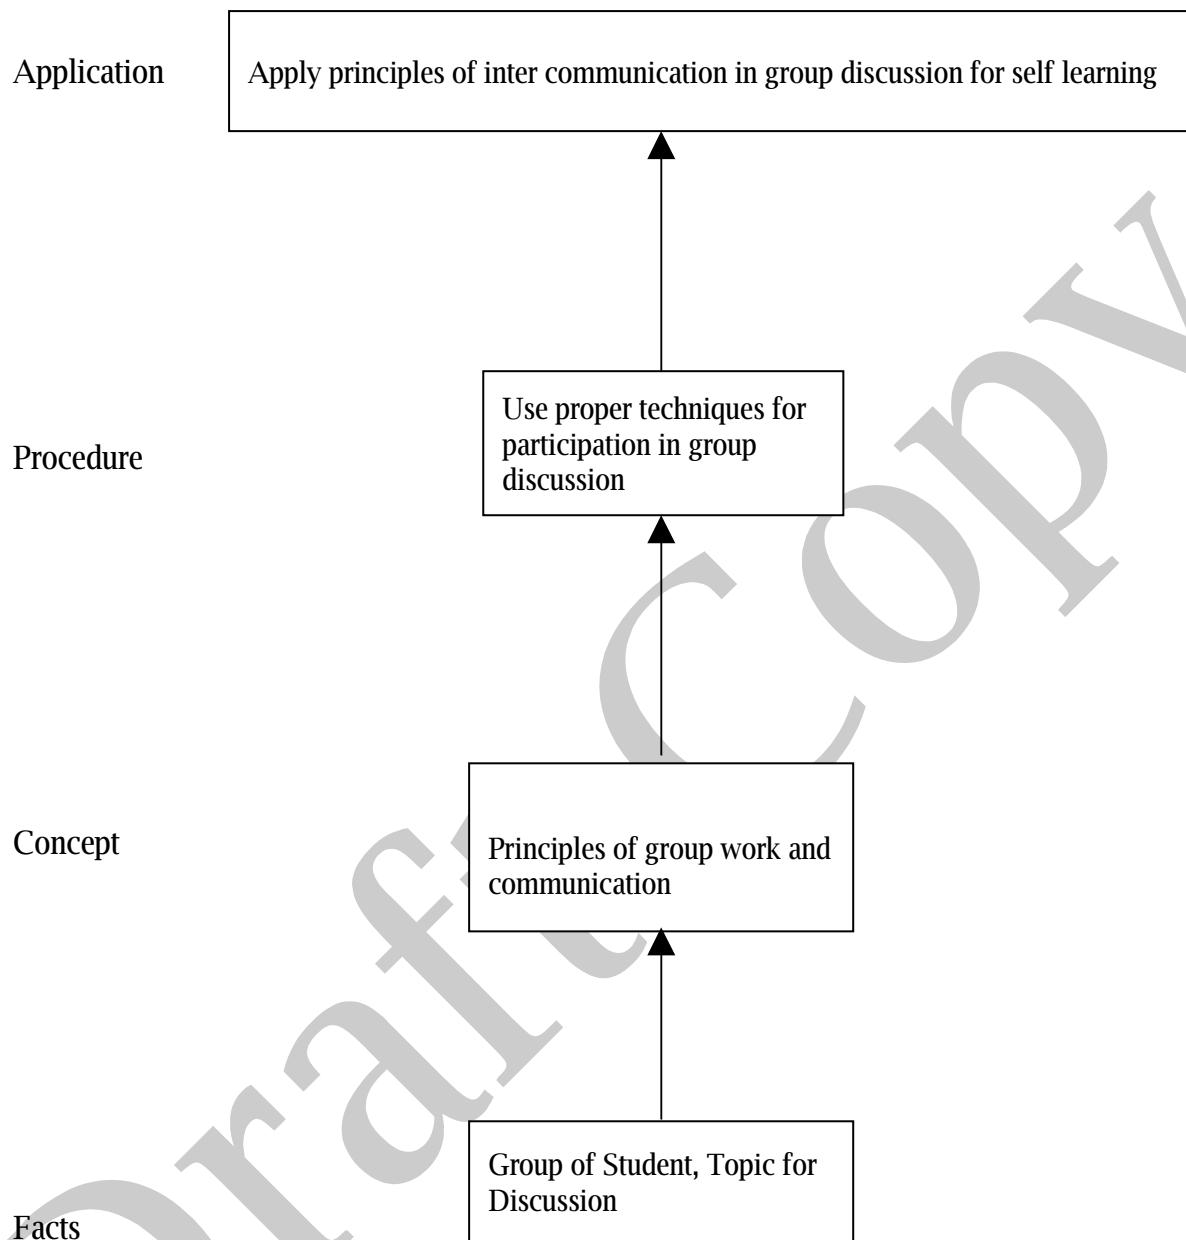 Application
Apply principles of inter communication in group discussion for self learning
Procedure
Use proper techniques for
participation in group
discussion
Concept
Principles of group work and
communication
Group of Student, Topic for
Discussion
Facts
Draft Copy